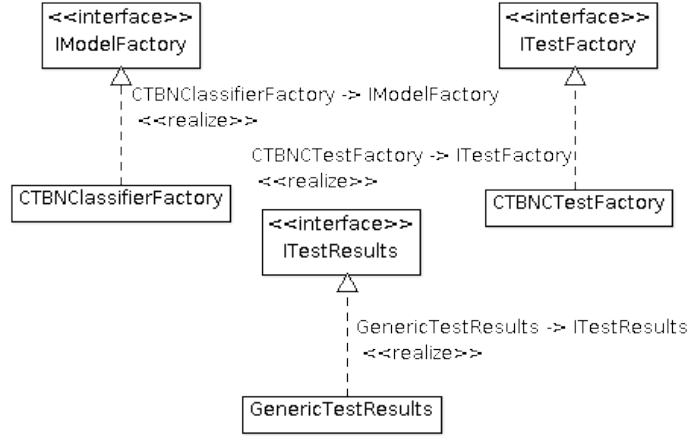 <<interface>>
IModelFactory
<<interface>>
ITestFactory
CTBNClassifierFactory -> IModelFactory
<<realize>>
CTBNCTestFactory -> ITestFactory
<<realize>>
CTBNClassifierFactory
CTBNCTestFactory
<<interface>>
ITestResults
GenericTestResults -> ITestResults
<<realize>>
GenericTestResults